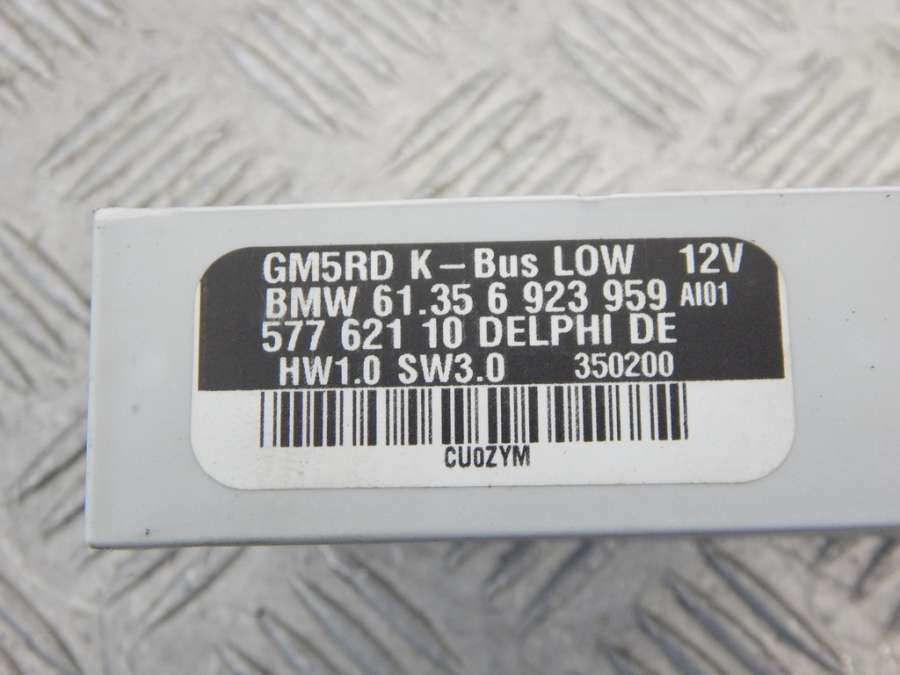 GM5RD K-Bus LOW 12V
BMW 61.35 6 923 959 AI01
577 621 10 DELPHI DE
HW1.0 SW3.0 350200
CU0ZYM